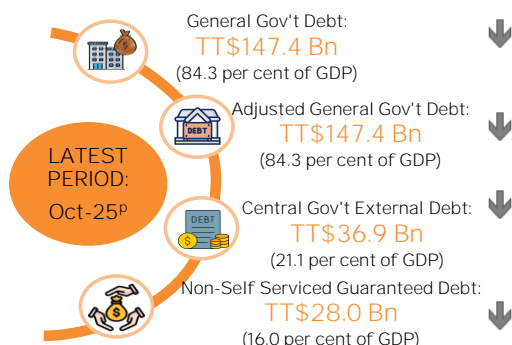 General Gov't Debt:
TT$147.4 Bn
(84.3 per cent of GDP)
Adjusted General Gov't Debt:
TT$147.4 Bn
(84.3 per cent of GDP)
LATEST
PERIOD:
Oct-25ᵖ
DEBT
DEBT
Central Gov't External Debt:
TT$36.9 Bn
(21.1 per cent of GDP)
Non-Self Serviced Guaranteed Debt:
TT$28.0 Bn
(16.0 per cent of GDP)